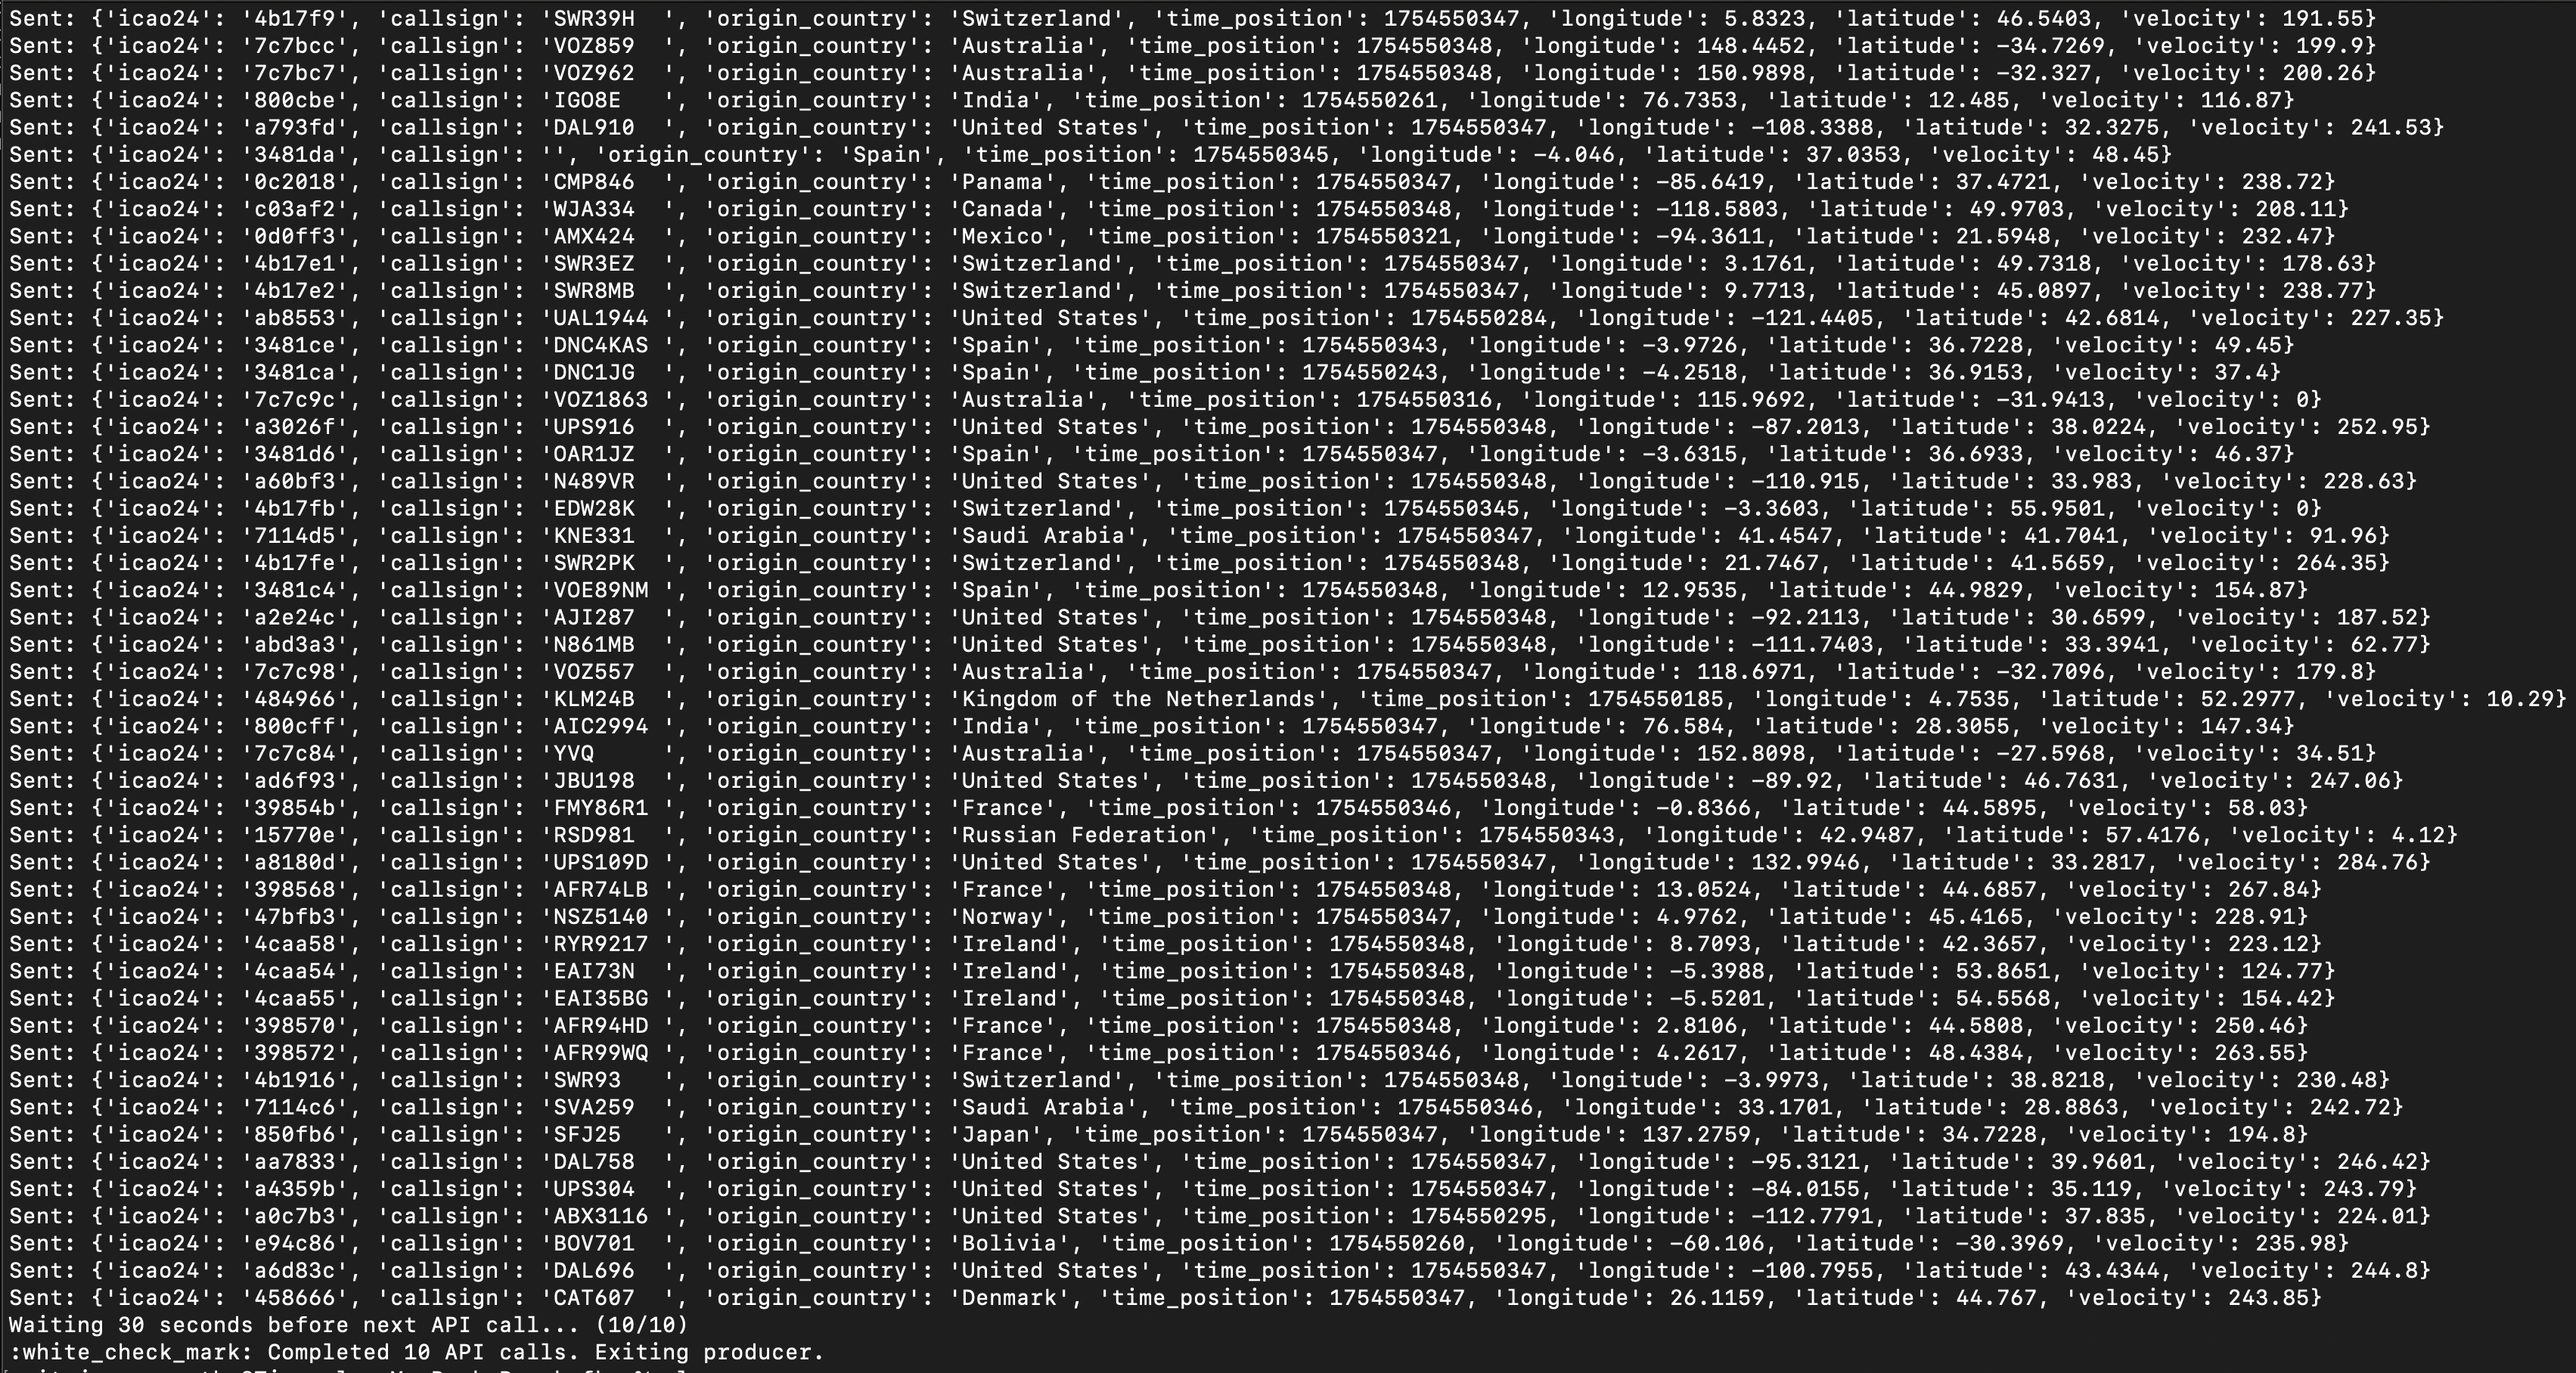 Sent: {'icao24': '4b17f9', 'callsign': 'SWR39H  ', 'origin_country': 'Switzerland', 'time_position': 1754550347, 'longitude': 5.8323, 'latitude': 46.5403, 'velocity': 191.55}
Sent: {'icao24': '7c7bcc', 'callsign': 'VOZ859  ', 'origin_country': 'Australia', 'time_position': 1754550348, 'longitude': 148.4452, 'latitude': -34.7269, 'velocity': 199.9}
Sent: {'icao24': '7c7bc7', 'callsign': 'VOZ962  ', 'origin_country': 'Australia', 'time_position': 1754550348, 'longitude': 150.9898, 'latitude': -32.327, 'velocity': 200.26}
Sent: {'icao24': '800cbe', 'callsign': 'IGO8E   ', 'origin_country': 'India', 'time_position': 1754550261, 'longitude': 76.7353, 'latitude': 12.485, 'velocity': 116.87}
Sent: {'icao24': 'a793fd', 'callsign': 'DAL910  ', 'origin_country': 'United States', 'time_position': 1754550347, 'longitude': -108.3388, 'latitude': 32.3275, 'velocity': 241.53}
Sent: {'icao24': '3481da', 'callsign': '', 'origin_country': 'Spain', 'time_position': 1754550345, 'longitude': -4.046, 'latitude': 37.0353, 'velocity': 48.45}
Sent: {'icao24': '0c2018', 'callsign': 'CMP846  ', 'origin_country': 'Panama', 'time_position': 1754550347, 'longitude': -85.6419, 'latitude': 37.4721, 'velocity': 238.72}
Sent: {'icao24': 'c03af2', 'callsign': 'WJA334  ', 'origin_country': 'Canada', 'time_position': 1754550348, 'longitude': -118.5803, 'latitude': 49.9703, 'velocity': 208.11}
Sent: {'icao24': '0d0ff3', 'callsign': 'AMX424  ', 'origin_country': 'Mexico', 'time_position': 1754550321, 'longitude': -94.3611, 'latitude': 21.5948, 'velocity': 232.47}
Sent: {'icao24': '4b17e1', 'callsign': 'SWR3EZ  ', 'origin_country': 'Switzerland', 'time_position': 1754550347, 'longitude': 3.1761, 'latitude': 49.7318, 'velocity': 178.63}
Sent: {'icao24': '4b17e2', 'callsign': 'SWR8MB  ', 'origin_country': 'Switzerland', 'time_position': 1754550347, 'longitude': 9.7713, 'latitude': 45.0897, 'velocity': 238.77}
Sent: {'icao24': 'ab8553', 'callsign': 'UAL1944 ', 'origin_country': 'United States', 'time_position': 1754550284, 'longitude': -121.4405, 'latitude': 42.6814, 'velocity': 227.35}
Sent: {'icao24': '3481ce', 'callsign': 'DNC4KAS ', 'origin_country': 'Spain', 'time_position': 1754550343, 'longitude': -3.9726, 'latitude': 36.7228, 'velocity': 49.45}
Sent: {'icao24': '3481ca', 'callsign': 'DNC1JG  ', 'origin_country': 'Spain', 'time_position': 1754550243, 'longitude': -4.2518, 'latitude': 36.9153, 'velocity': 37.4}
Sent: {'icao24': '7c7c9c', 'callsign': 'VOZ1863 ', 'origin_country': 'Australia', 'time_position': 1754550316, 'longitude': 115.9692, 'latitude': -31.9413, 'velocity': 0}
Sent: {'icao24': 'a3026f', 'callsign': 'UPS916  ', 'origin_country': 'United States', 'time_position': 1754550348, 'longitude': -87.2013, 'latitude': 38.0224, 'velocity': 252.95}
Sent: {'icao24': '3481d6', 'callsign': 'OAR1JZ  ', 'origin_country': 'Spain', 'time_position': 1754550347, 'longitude': -3.6315, 'latitude': 36.6933, 'velocity': 46.37}
Sent: {'icao24': 'a60bf3', 'callsign': 'N489VR  ', 'origin_country': 'United States', 'time_position': 1754550348, 'longitude': -110.915, 'latitude': 33.983, 'velocity': 228.63}
Sent: {'icao24': '4b17fb', 'callsign': 'EDW28K  ', 'origin_country': 'Switzerland', 'time_position': 1754550345, 'longitude': -3.3603, 'latitude': 55.9501, 'velocity': 0}
Sent: {'icao24': '7114d5', 'callsign': 'KNE331  ', 'origin_country': 'Saudi Arabia', 'time_position': 1754550347, 'longitude': 41.4547, 'latitude': 41.7041, 'velocity': 91.96}
Sent: {'icao24': '4b17fe', 'callsign': 'SWR2PK  ', 'origin_country': 'Switzerland', 'time_position': 1754550348, 'longitude': 21.7467, 'latitude': 41.5659, 'velocity': 264.35}
Sent: {'icao24': '3481c4', 'callsign': 'VOE89NM ', 'origin_country': 'Spain', 'time_position': 1754550348, 'longitude': 12.9535, 'latitude': 44.9829, 'velocity': 154.87}
Sent: {'icao24': 'a2e24c', 'callsign': 'AJI287  ', 'origin_country': 'United States', 'time_position': 1754550348, 'longitude': -92.2113, 'latitude': 30.6599, 'velocity': 187.52}
Sent: {'icao24': 'abd3a3', 'callsign': 'N861MB  ', 'origin_country': 'United States', 'time_position': 1754550348, 'longitude': -111.7403, 'latitude': 33.3941, 'velocity': 62.77}
Sent: {'icao24': '7c7c98', 'callsign': 'VOZ557  ', 'origin_country': 'Australia', 'time_position': 1754550347, 'longitude': 118.6971, 'latitude': -32.7096, 'velocity': 179.8}
Sent: {'icao24': '484966', 'callsign': 'KLM24B  ', 'origin_country': 'Kingdom of the Netherlands', 'time_position': 1754550185, 'longitude': 4.7535, 'latitude': 52.2977, 'velocity': 10.29}
Sent: {'icao24': '800cff', 'callsign': 'AIC2994 ', 'origin_country': 'India', 'time_position': 1754550347, 'longitude': 76.584, 'latitude': 28.3055, 'velocity': 147.34}
Sent: {'icao24': '7c7c84', 'callsign': 'YVQ     ', 'origin_country': 'Australia', 'time_position': 1754550347, 'longitude': 152.8098, 'latitude': -27.5968, 'velocity': 34.51}
Sent: {'icao24': 'ad6f93', 'callsign': 'JBU198  ', 'origin_country': 'United States', 'time_position': 1754550348, 'longitude': -89.92, 'latitude': 46.7631, 'velocity': 247.06}
Sent: {'icao24': '39854b', 'callsign': 'FMY86R1 ', 'origin_country': 'France', 'time_position': 1754550346, 'longitude': -0.8366, 'latitude': 44.5895, 'velocity': 58.03}
Sent: {'icao24': '15770e', 'callsign': 'RSD981  ', 'origin_country': 'Russian Federation', 'time_position': 1754550343, 'longitude': 42.9487, 'latitude': 57.4176, 'velocity': 4.12}
Sent: {'icao24': 'a8180d', 'callsign': 'UPS109D ', 'origin_country': 'United States', 'time_position': 1754550347, 'longitude': 132.9946, 'latitude': 33.2817, 'velocity': 284.76}
Sent: {'icao24': '398568', 'callsign': 'AFR74LB ', 'origin_country': 'France', 'time_position': 1754550348, 'longitude': 13.0524, 'latitude': 44.6857, 'velocity': 267.84}
Sent: {'icao24': '47bfb3', 'callsign': 'NSZ5140 ', 'origin_country': 'Norway', 'time_position': 1754550347, 'longitude': 4.9762, 'latitude': 45.4165, 'velocity': 228.91}
Sent: {'icao24': '4caa58', 'callsign': 'RYR9217 ', 'origin_country': 'Ireland', 'time_position': 1754550348, 'longitude': 8.7093, 'latitude': 42.3657, 'velocity': 223.12}
Sent: {'icao24': '4caa54', 'callsign': 'EAI73N  ', 'origin_country': 'Ireland', 'time_position': 1754550348, 'longitude': -5.3988, 'latitude': 53.8651, 'velocity': 124.77}
Sent: {'icao24': '4caa55', 'callsign': 'EAI35BG ', 'origin_country': 'Ireland', 'time_position': 1754550348, 'longitude': -5.5201, 'latitude': 54.5568, 'velocity': 154.42}
Sent: {'icao24': '398570', 'callsign': 'AFR94HD ', 'origin_country': 'France', 'time_position': 1754550348, 'longitude': 2.8106, 'latitude': 44.5808, 'velocity': 250.46}
Sent: {'icao24': '398572', 'callsign': 'AFR99WQ ', 'origin_country': 'France', 'time_position': 1754550346, 'longitude': 4.2617, 'latitude': 48.4384, 'velocity': 263.55}
Sent: {'icao24': '4b1916', 'callsign': 'SWR93   ', 'origin_country': 'Switzerland', 'time_position': 1754550348, 'longitude': -3.9973, 'latitude': 38.8218, 'velocity': 230.48}
Sent: {'icao24': '7114c6', 'callsign': 'SVA259  ', 'origin_country': 'Saudi Arabia', 'time_position': 1754550346, 'longitude': 33.1701, 'latitude': 28.8863, 'velocity': 242.72}
Sent: {'icao24': '850fb6', 'callsign': 'SFJ25   ', 'origin_country': 'Japan', 'time_position': 1754550347, 'longitude': 137.2759, 'latitude': 34.7228, 'velocity': 194.8}
Sent: {'icao24': 'aa7833', 'callsign': 'DAL758  ', 'origin_country': 'United States', 'time_position': 1754550347, 'longitude': -95.3121, 'latitude': 39.9601, 'velocity': 246.42}
Sent: {'icao24': 'a4359b', 'callsign': 'UPS304  ', 'origin_country': 'United States', 'time_position': 1754550347, 'longitude': -84.0155, 'latitude': 35.119, 'velocity': 243.79}
Sent: {'icao24': 'a0c7b3', 'callsign': 'ABX3116 ', 'origin_country': 'United States', 'time_position': 1754550295, 'longitude': -112.7791, 'latitude': 37.835, 'velocity': 224.01}
Sent: {'icao24': 'e94c86', 'callsign': 'BOV701  ', 'origin_country': 'Bolivia', 'time_position': 1754550260, 'longitude': -60.106, 'latitude': -30.3969, 'velocity': 235.98}
Sent: {'icao24': 'a6d83c', 'callsign': 'DAL696  ', 'origin_country': 'United States', 'time_position': 1754550347, 'longitude': -100.7955, 'latitude': 43.4344, 'velocity': 244.8}
Sent: {'icao24': '458666', 'callsign': 'CAT607  ', 'origin_country': 'Denmark', 'time_position': 1754550347, 'longitude': 26.1159, 'latitude': 44.767, 'velocity': 243.85}
Waiting 30 seconds before next API call... (10/10)
:white_check_mark: Completed 10 API calls. Exiting producer.